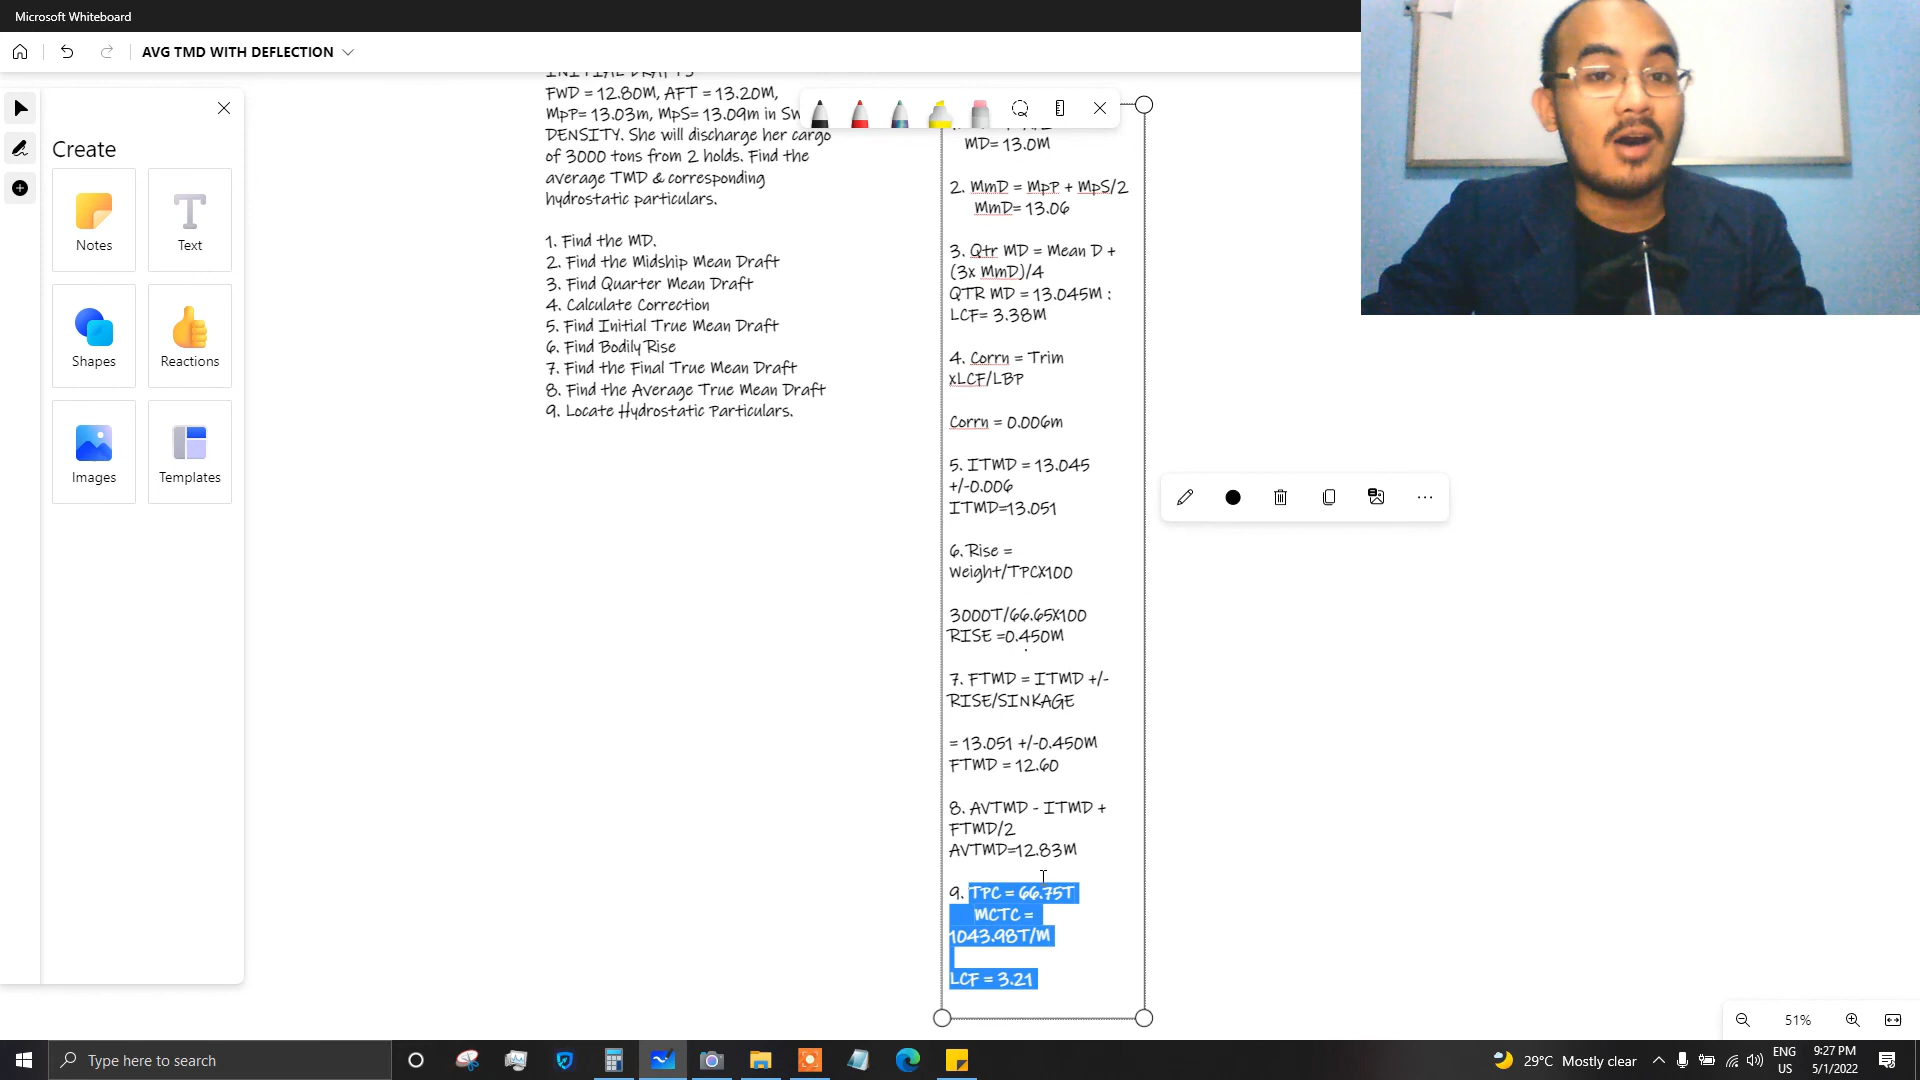 Microsoft Whiteboard
AVG TMD WITH DEFLECTION
Create
Notes
Text
Shapes
Reactions
Images
Templates
INITIAL DRAFTS
FWD = 12.80M, AFT = 13.20M,
MpP= 13.03m, MpS= 13.09m in SW
DENSITY. She will discharge her cargo
of 3000 tons from 2 holds. Find the
average TMD & corresponding
hydrostatic particulars.
1. Find the MD.
2. Find the Midship Mean Draft
3. Find Quarter Mean Draft
4. Calculate Correction
5. Find Initial True Mean Draft
6. Find Bodily Rise
7. Find the Final True Mean Draft
8. Find the Average True Mean Draft
9. Locate Hydrostatic Particulars.
MD= 13.0M
2. MmD = MpP + MpS/2
MmD= 13.06
3. Qtr MD = Mean D +
(3x MmD)/4
QTR MD = 13.045M :
LCF= 3.38M
4. Corrn = Trim
xLCF/LBP
Corrn = 0.006m
5. ITMD = 13.045
+/-0.006
ITMD=13.051
6. Rise =
Weight/TPCX100
3000T/66.65X100
RISE =0.450M
7. FTMD = ITMD +/-
RISE/SINKAGE
= 13.051 +/-0.450M
FTMD = 12.60
8. AVTMD - ITMD +
FTMD/2
AVTMD=12.83M
9. TPC = 66.75T
MCTC =
1043.98T/M
LCF = 3.21
51%
Type here to search
29°C Mostly clear
ENG
US
9:27 PM
5/1/2022